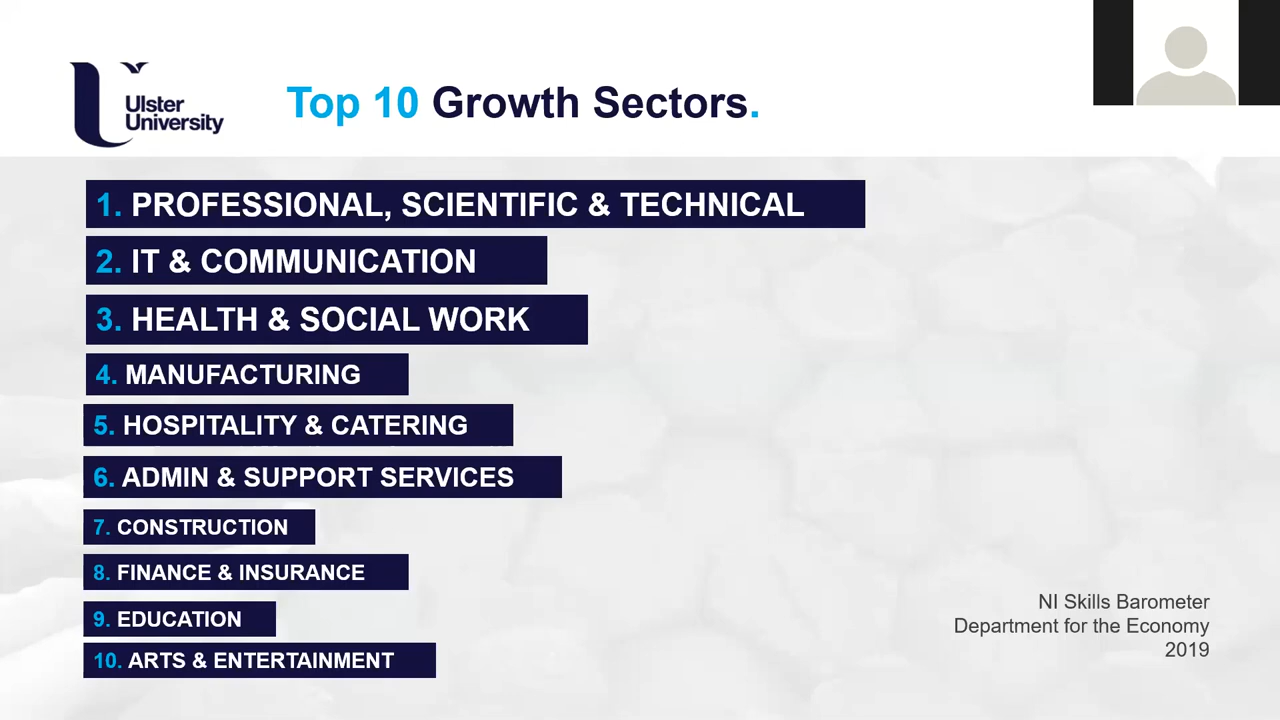 Ulster
University
Top 10 Growth Sectors.
1. PROFESSIONAL, SCIENTIFIC & TECHNICAL
2. IT & COMMUNICATION
3. HEALTH & SOCIAL WORK
4. MANUFACTURING
5. HOSPITALITY & CATERING
6. ADMIN & SUPPORT SERVICES
7. CONSTRUCTION
8. FINANCE & INSURANCE
9. EDUCATION
10. ARTS & ENTERTAINMENT
NI Skills Barometer
Department for the Economy
2019